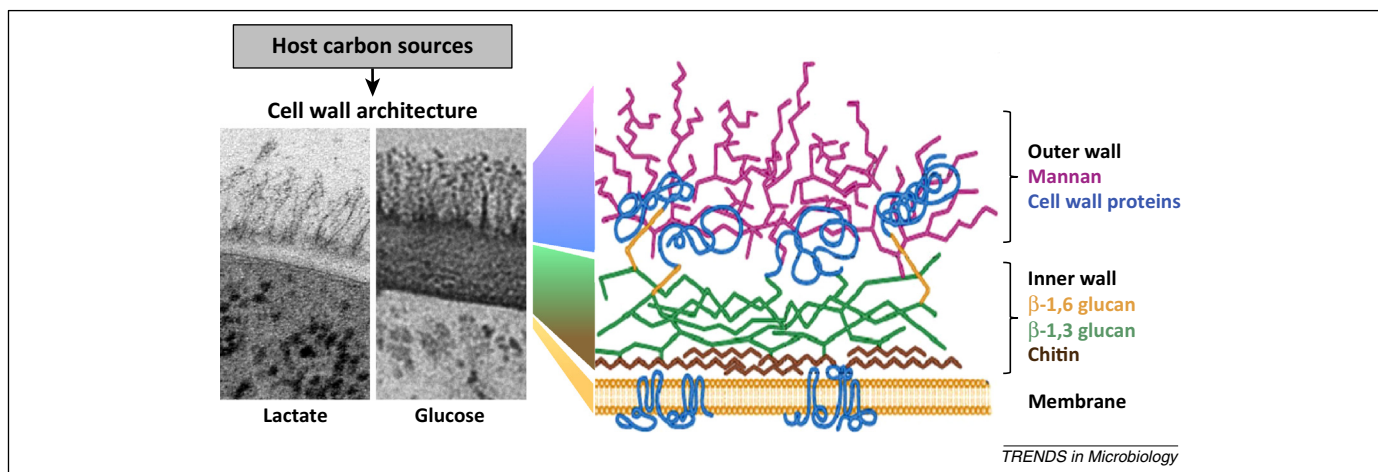 Host carbon sources
Cell wall architecture
Lactate
Glucose
Outer wall
Mannan
Cell wall proteins
Inner wall
β-1,6 glucan
β-1,3 glucan
Chitin
Membrane
TRENDS in Microbiology